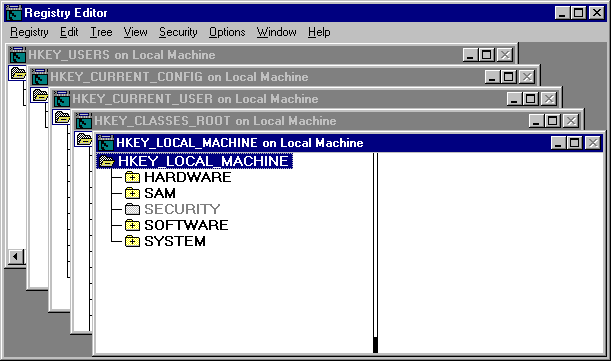 Registry Editor
Registry Edit Tree View Security Options Window Help
HKEY_USERS on Local Machine
HKEY_CURRENT_CONFIG on Local Machine
HKEY_CURRENT_USER on Local Machine
HKEY_CLASSES_ROOT on Local Machine
HKEY_LOCAL_MACHINE on Local Machine
HKEY_LOCAL_MACHINE
HARDWARE
SAM
SECURITY
SOFTWARE
SYSTEM